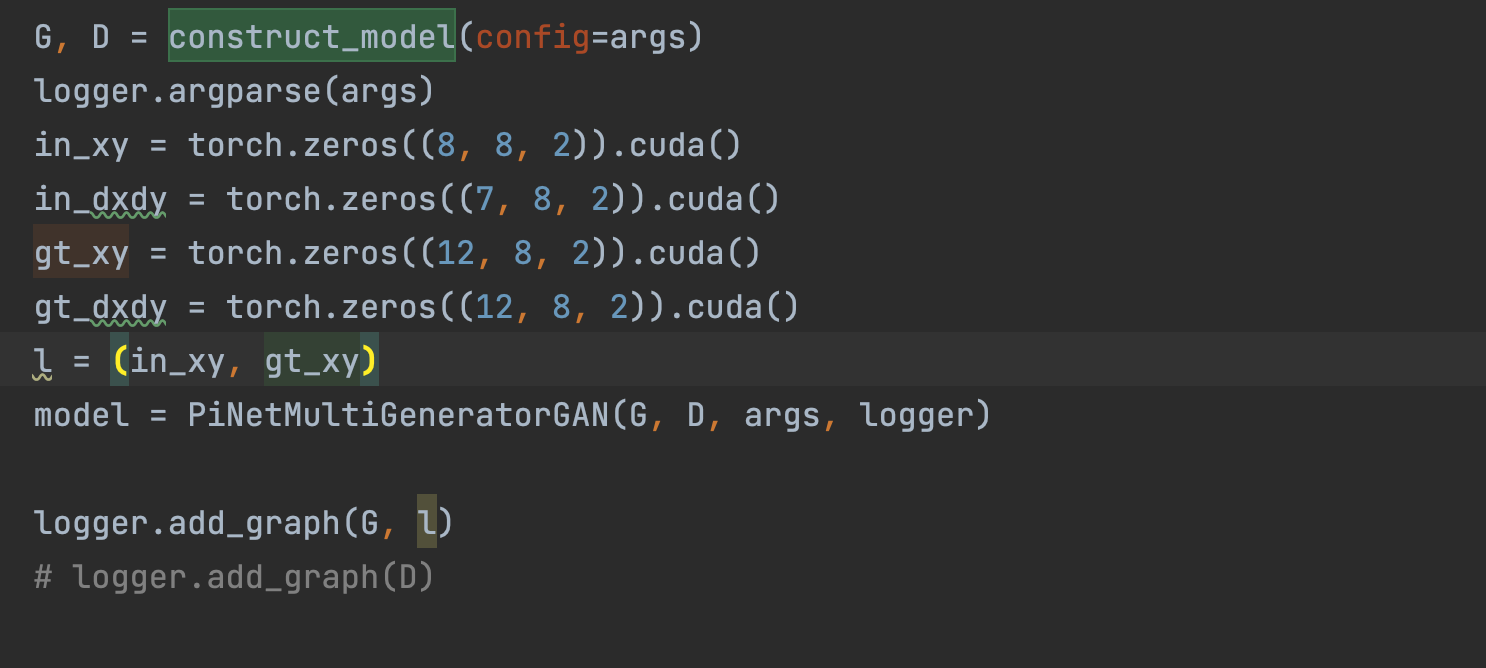 G, D = construct_model(config=args)
logger.argparse(args)
in_xy = torch.zeros((8, 8, 2)).cuda()
in_dxdy = torch.zeros((7, 8, 2)).cuda()
gt_xy = torch.zeros((12, 8, 2)).cuda()
gt_dxdy = torch.zeros((12, 8, 2)).cuda()
l = (in_xy, gt_xy)
model = PiNetMultiGeneratorGAN(G, D, args, logger)
logger.add_graph(G, l)
# logger.add_graph(D)